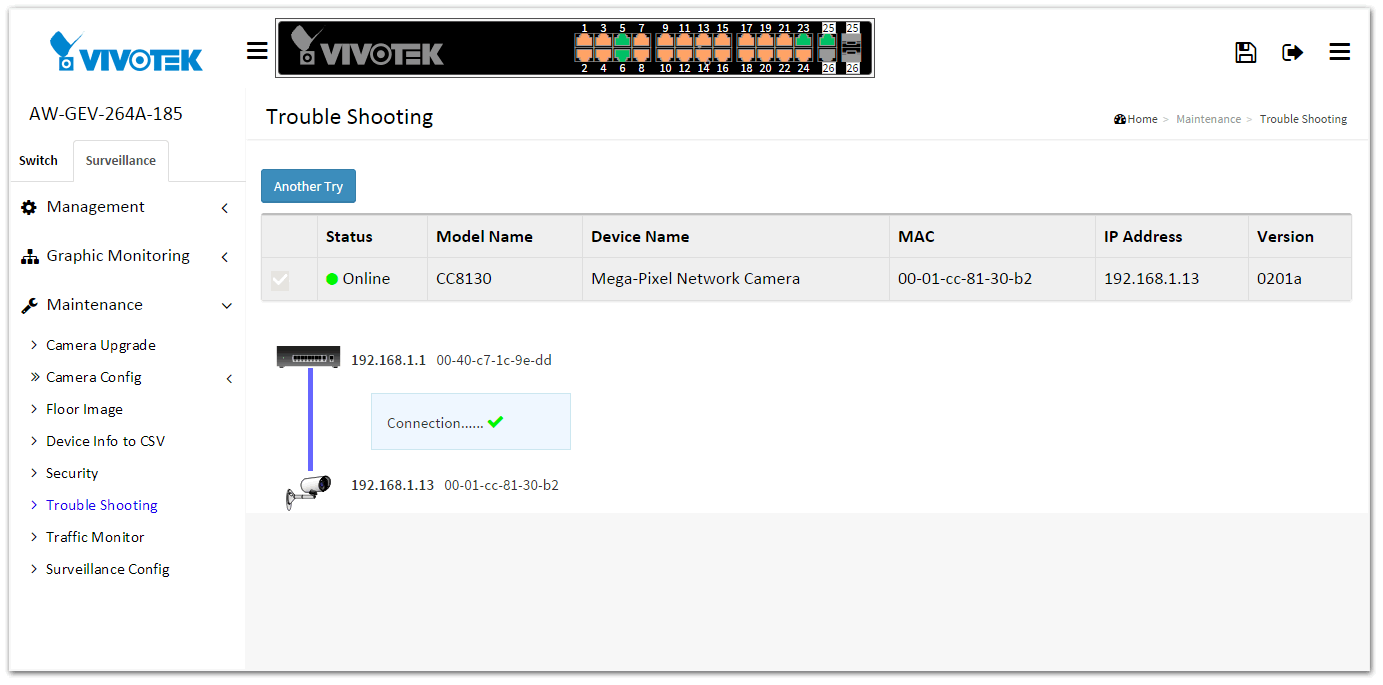 VIVOTEK
VIVOTEK
1 3 5 7 9 11 13 15 17 19 21 23 25 25
2 4 6 8 10 12 14 16 18 20 22 24 26 26
AW-GEV-264A-185
Trouble Shooting
Home > Maintenance > Trouble Shooting
Switch
Surveillance
Another Try
Management
Graphic Monitoring
Maintenance
Camera Upgrade
Camera Config
Floor Image
Device Info to CSV
Security
Trouble Shooting
Traffic Monitor
Surveillance Config
Status Model Name Device Name MAC IP Address Version
Online CC8130 Mega-Pixel Network Camera 00-01-cc-81-30-b2 192.168.1.13 0201a
192.168.1.1 00-40-c7-1c-9e-dd
Connection......
192.168.1.13 00-01-cc-81-30-b2